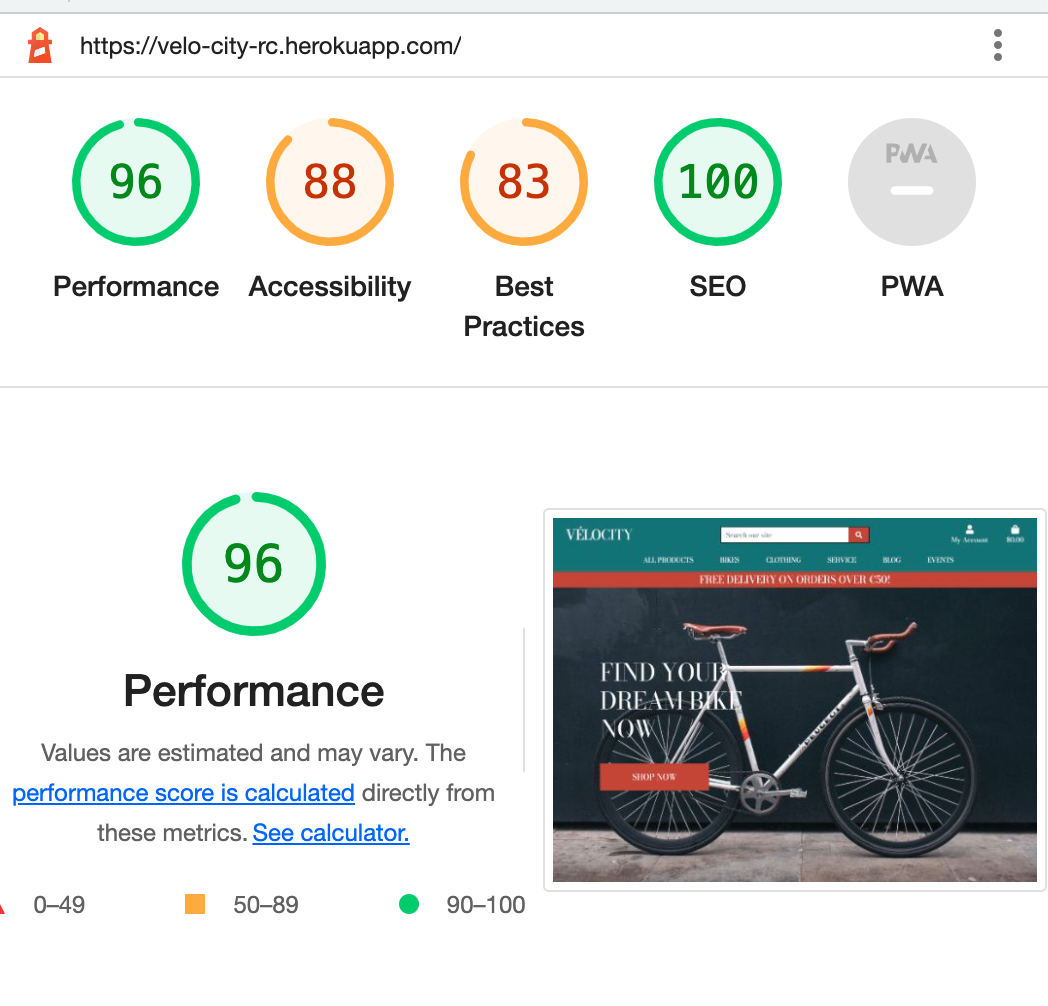 https://velo-city-rc.herokuapp.com/
96
88
83
100
PWA
Performance
Accessibility
Best
Practices
SEO
PWA
96
Performance
Values are estimated and may vary. The
performance score is calculated directly from
these metrics. See calculator.
0–49
50–89
90–100
VÉLOCITY
Search our site
My Account
$0.00
ALL PRODUCTS
BIKES
CLOTHING
SERVICE
BLOG
EVENTS
FREE DELIVERY ON ORDERS OVER €50!
FIND YOUR
DREAM BIKE
NOW
SHOP NOW
PEUGEOT